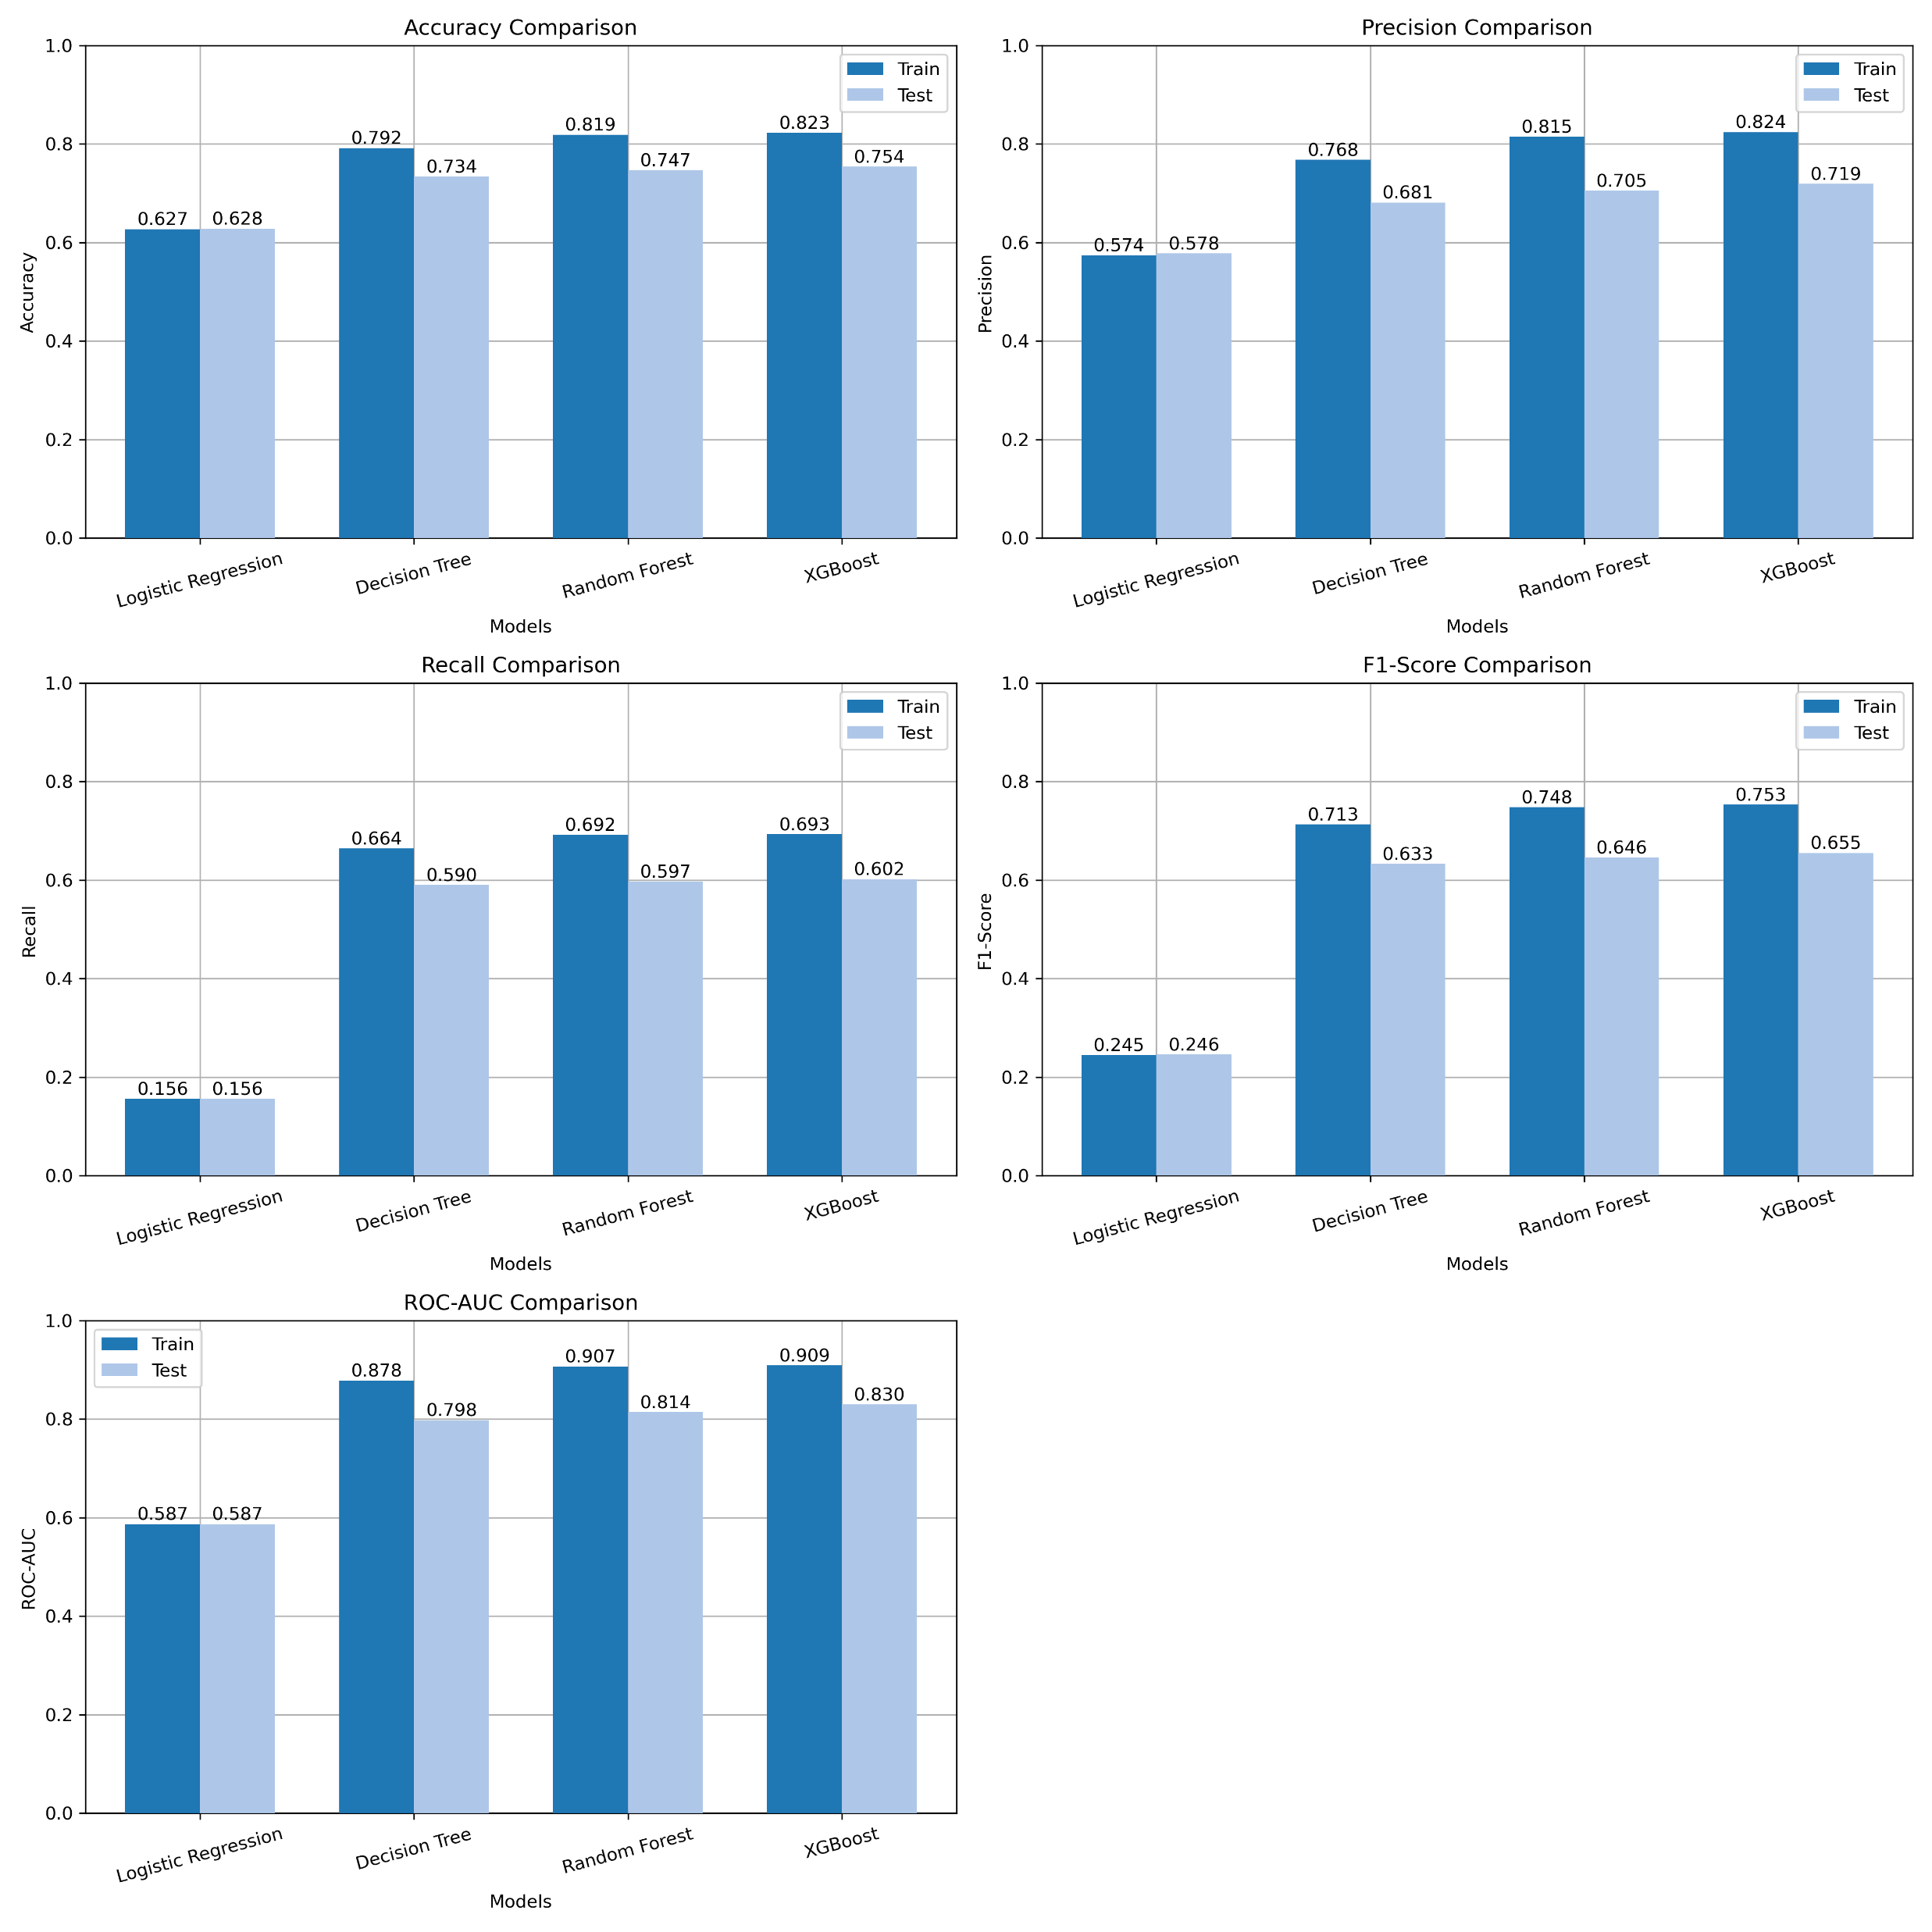 Accuracy Comparison
1.0
0.8
0.6
0.4
0.2
0.0
Accuracy
Train
Test
0.627
0.628
0.792
0.734
0.819
0.747
0.823
0.754
Logistic Regression
Decision Tree
Random Forest
XGBoost
Models
Precision Comparison
1.0
0.8
0.6
0.4
0.2
0.0
Precision
Train
Test
0.574
0.578
0.768
0.681
0.815
0.705
0.824
0.719
Logistic Regression
Decision Tree
Random Forest
XGBoost
Models
Recall Comparison
1.0
0.8
0.6
0.4
0.2
0.0
Recall
Train
Test
0.156
0.156
0.664
0.590
0.692
0.597
0.693
0.602
Logistic Regression
Decision Tree
Random Forest
XGBoost
Models
F1-Score Comparison
1.0
0.8
0.6
0.4
0.2
0.0
F1-Score
Train
Test
0.245
0.246
0.713
0.633
0.748
0.646
0.753
0.655
Logistic Regression
Decision Tree
Random Forest
XGBoost
Models
ROC-AUC Comparison
1.0
0.8
0.6
0.4
0.2
0.0
ROC-AUC
Train
Test
0.587
0.587
0.878
0.798
0.907
0.814
0.909
0.830
Logistic Regression
Decision Tree
Random Forest
XGBoost
Models